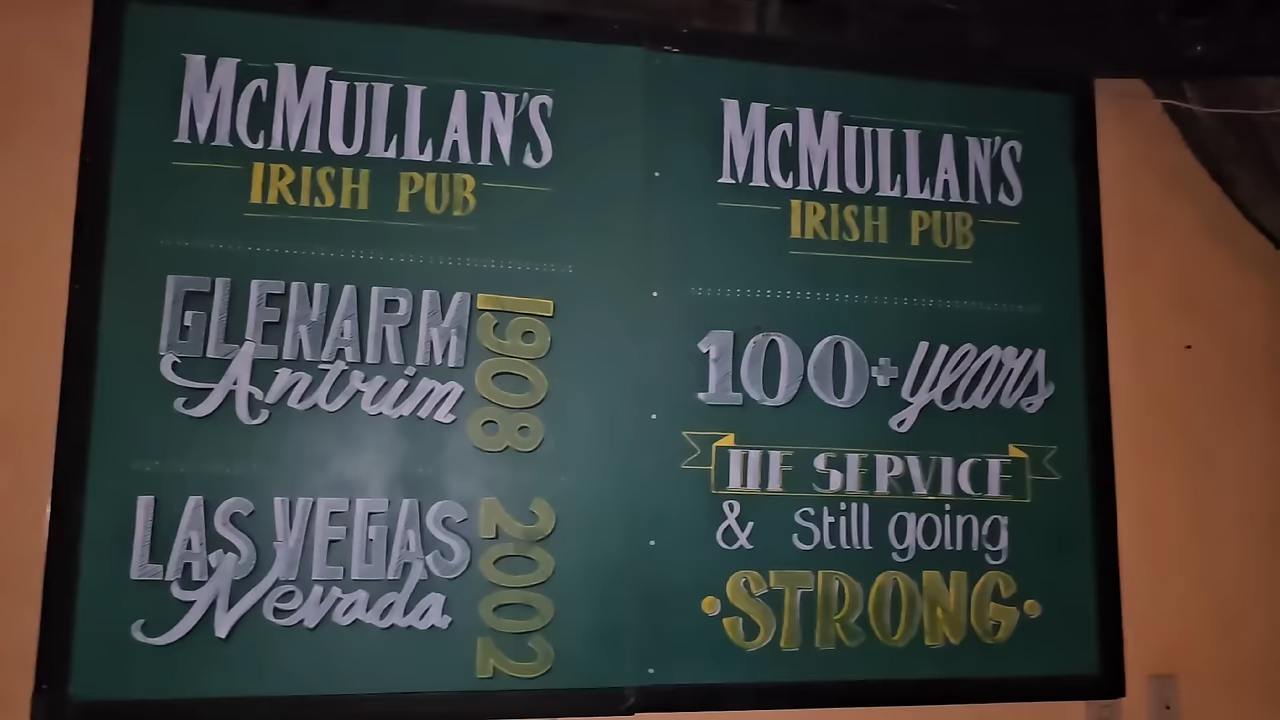 McMULLAN'S
IRISH PUB
GLENARM
Antrim
1908
LAS VEGAS
Nevada
2002
McMULLAN'S
IRISH PUB
100+ years
IIF SERVICE
& Still going
•STRONG•